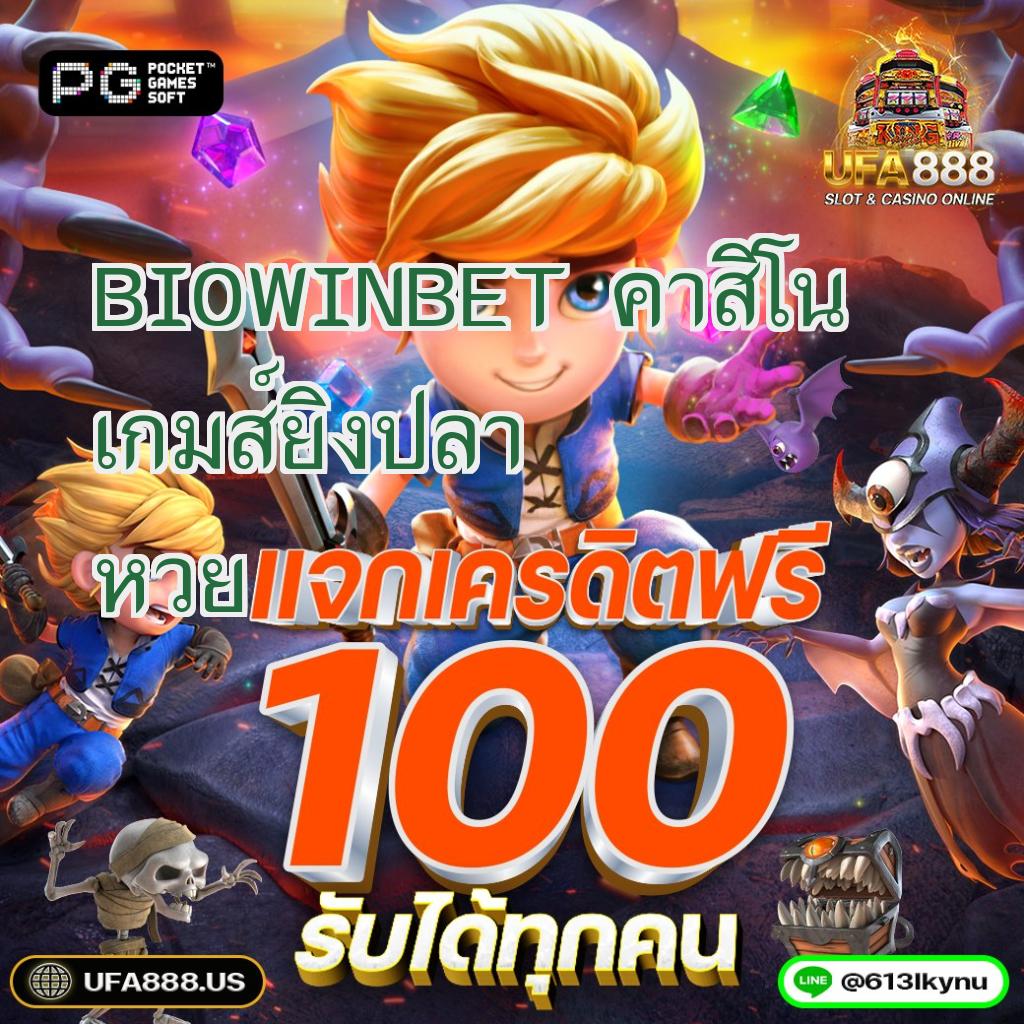 PG POCKET™
GAMES
SOFT
UFA888
SLOT & CASINO ONLINE
BIOWINBET คาสิโน
เกมส์ยิงปลา
หวย
แจกเครดิตฟรี
100
รับได้ทุกคน
UFA888.US
LINE @613lkynu